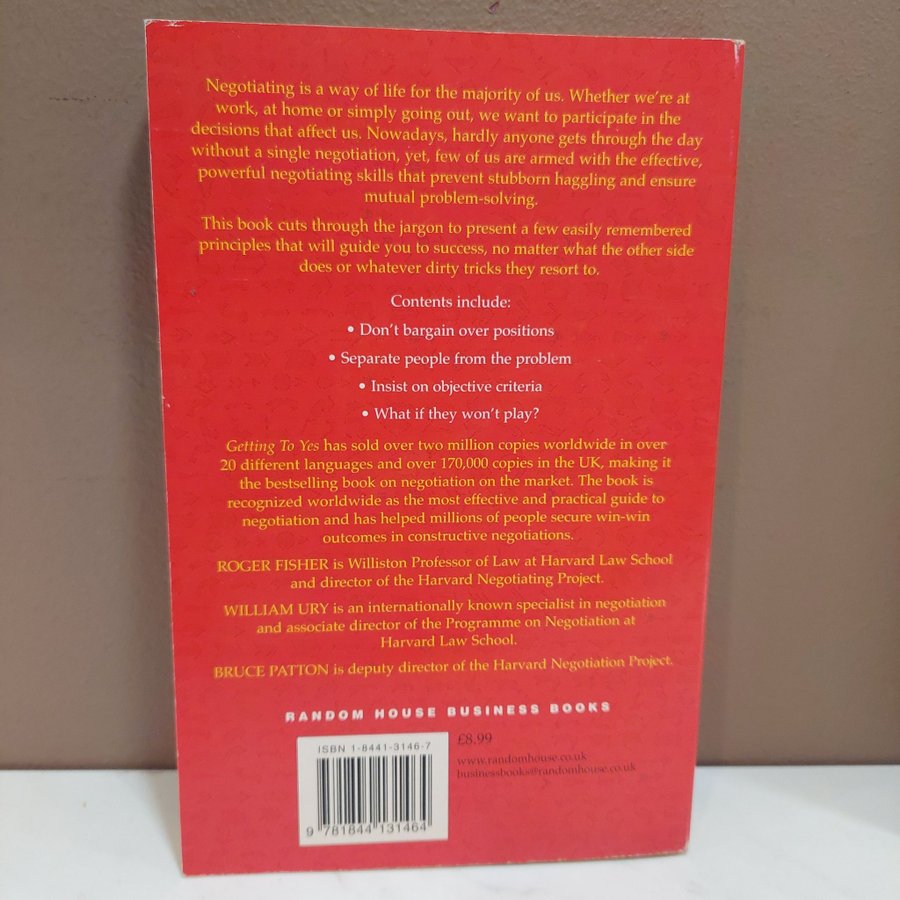 Negotiating is a way of life for the majority of us. Whether we're at
work, at home or simply going out, we want to participate in the
decisions that affect us. Nowadays, hardly anyone gets through the day
without a single negotiation, yet, few of us are armed with the effective,
powerful negotiating skills that prevent stubborn haggling and ensure
mutual problem-solving.
This book cuts through the jargon to present a few easily remembered
principles that will guide you to success, no matter what the other side
does or whatever dirty tricks they resort to.
Contents include:
• Don't bargain over positions
• Separate people from the problem
• Insist on objective criteria
• What if they won't play?
Getting To Yes has sold over two million copies worldwide in over
20 different languages and over 170,000 copies in the UK, making it
the bestselling book on negotiation on the market. The book is
recognized worldwide as the most effective and practical guide to
negotiation and has helped millions of people secure win-win
outcomes in constructive negotiations.
ROGER FISHER is Williston Professor of Law at Harvard Law School
and director of the Harvard Negotiating Project.
WILLIAM URY is an internationally known specialist in negotiation
and associate director of the Programme on Negotiation at
Harvard Law School.
BRUCE PATTON is deputy director of the Harvard Negotiation Project.
RANDOM HOUSE BUSINESS BOOKS
ISBN 1-8441-3146-7
9 781844 131464
£8.99
www.randomhouse.co.uk
businessbooks@randomhouse.co.uk